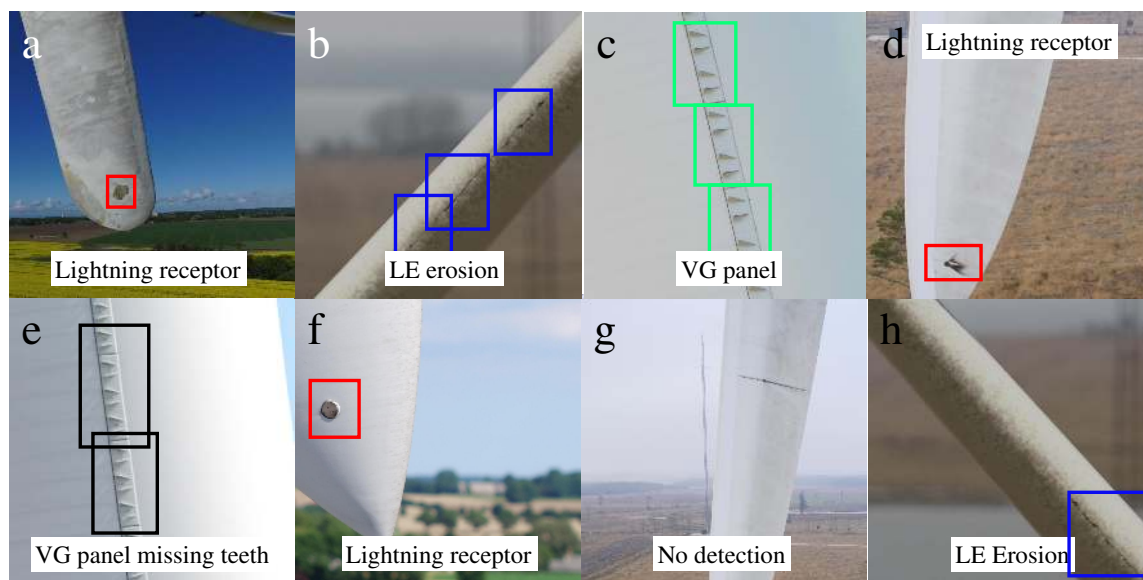 a
Lightning receptor
b
LE erosion
c
VG panel
d
Lightning receptor
e
VG panel missing teeth
f
Lightning receptor
g
No detection
h
LE Erosion